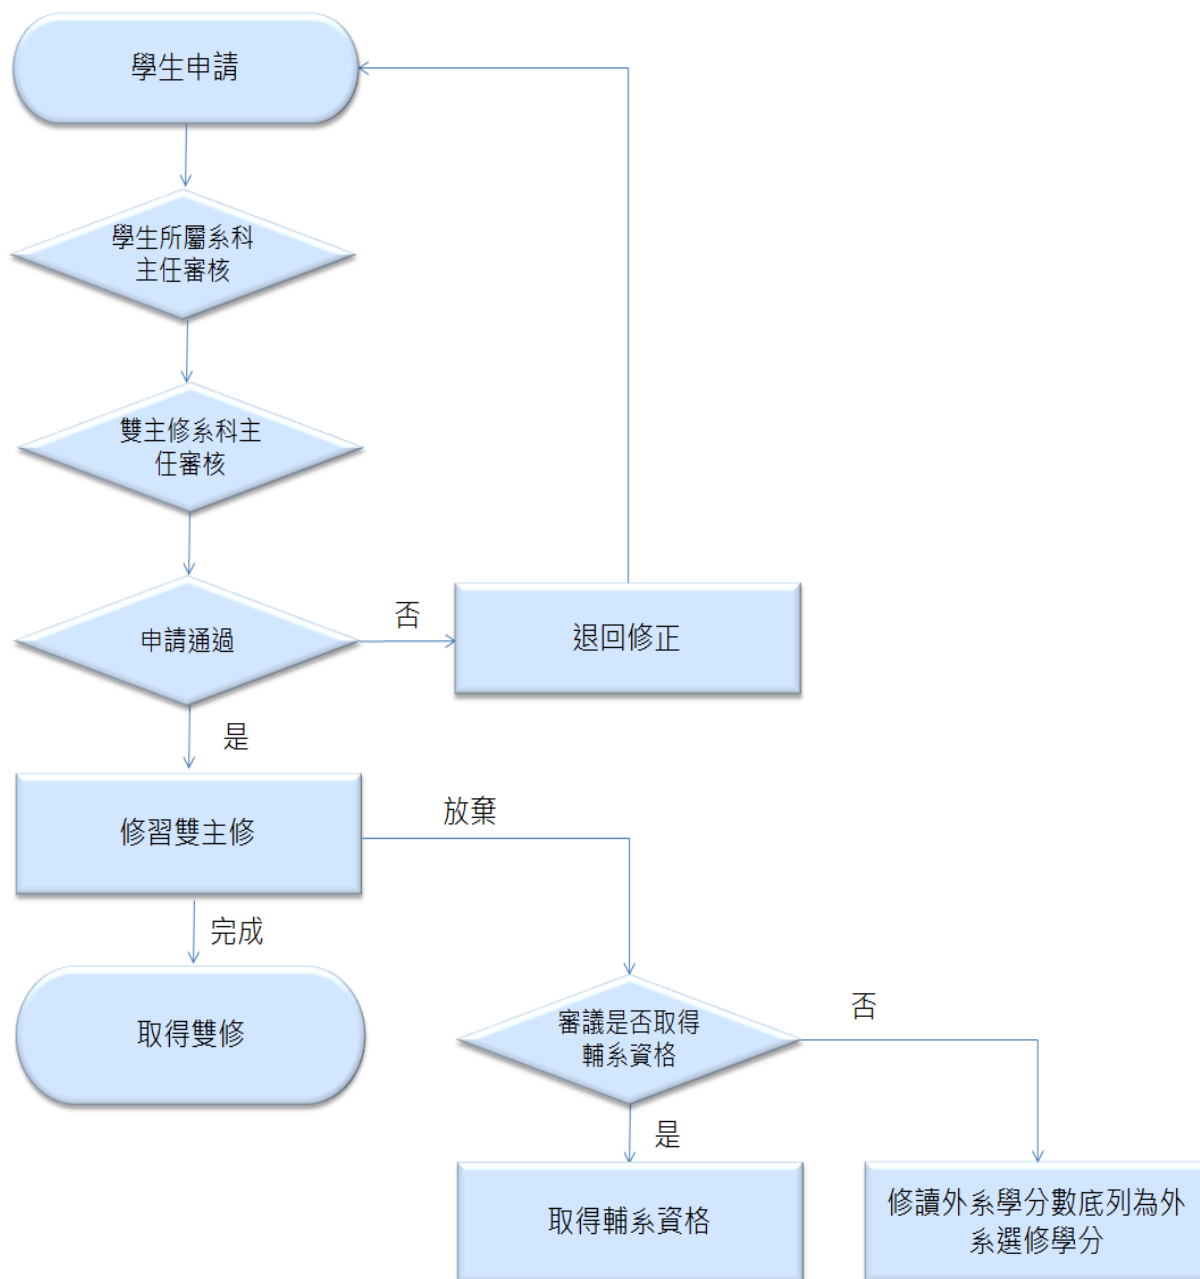 學生申請
學生所屬系科
主任審核
雙主修系科主
任審核
申請通過
否
退回修正
是
修習雙主修
放棄
完成
取得雙修
審議是否取得
輔系資格
否
是
取得輔系資格
修讀外系學分數底列為外
系選修學分